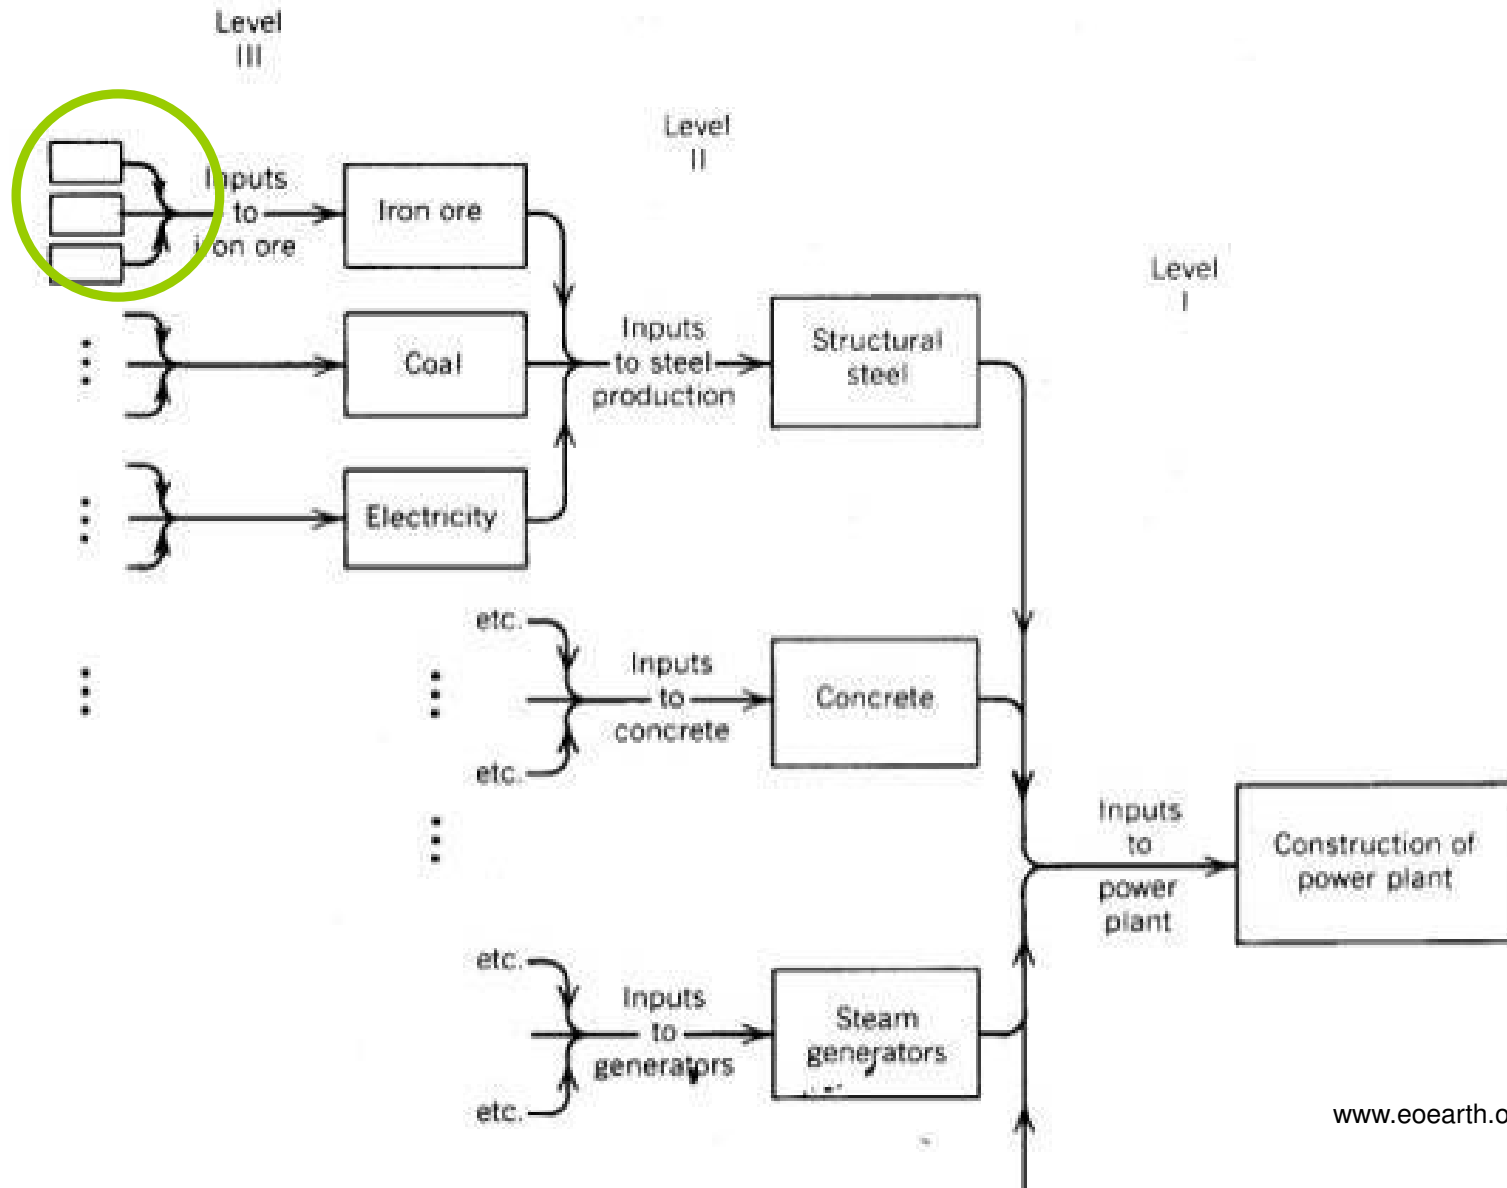 Level
III
Level
II
Level
I
Inputs
to
iron ore
Iron ore
Coal
Electricity
Inputs
to steel
production
Structural
steel
etc.
etc.
Inputs
to
concrete
Concrete
etc.
etc.
Inputs
to
generators
Steam
generators
Inputs
to
power
plant
Construction of
power plant
www.eoearth.o